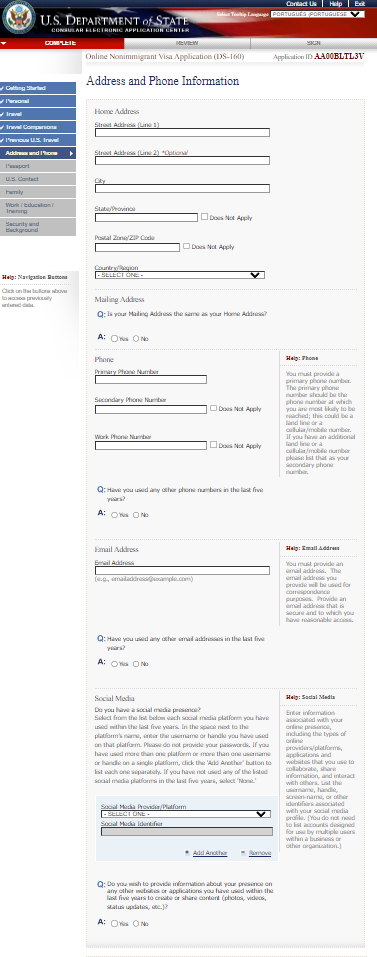 Contact Us | Help | Exit
U.S. DEPARTMENT of STATE
CONSULAR ELECTRONIC APPLICATION CENTER
Select Tooltip Language
PORTUGUÊS (PORTUGUESE
COMPLETE
REVIEW
SIGN
Online Nonimmigrant Visa Application (DS-160)
Application ID AA00BLTL3V
Getting Started
Personal
Travel
Travel Companions
Previous U.S. Travel
Address and Phone
Passport
U.S. Contact
Family
Work / Education /
Training
Security and
Background
Help: Navigation Buttons
Click on the buttons above
to access previously
entered data.
Address and Phone Information
Home Address
Street Address (Line 1)
Street Address (Line 2) *Optional
City
State/Province
Does Not Apply
Postal Zone/ZIP Code
Does Not Apply
Country/Region
- SELECT ONE -
Mailing Address
Q: Is your Mailing Address the same as your Home Address?
A: Yes No
Phone
Primary Phone Number
Secondary Phone Number
Does Not Apply
Work Phone Number
Does Not Apply
Q: Have you used any other phone numbers in the last five
years?
A: Yes No
Help: Phone
You must provide a
primary phone number.
The primary phone
number should be the
phone number at which
you are most likely to be
reached; this could be a
land line or a
cellular/mobile number.
If you have an additional
land line or a
cellular/mobile number
please list that as your
secondary phone
number.
Email Address
Email Address
(e.g., emailaddress@example.com)
Q: Have you used any other email addresses in the last five
years?
A: Yes No
Help: Email Address
You must provide an
email address. The
email address you
provide will be used for
correspondence
purposes. Provide an
email address that is
secure and to which you
have reasonable access.
Social Media
Do you have a social media presence?
Select from the list below each social media platform you have
used within the last five years. In the space next to the
platform's name, enter the username or handle you have used
on that platform. Please do not provide your passwords. If you
have used more than one platform or more than one username
or handle on a single platform, click the 'Add Another' button to
list each one separately. If you have not used any of the listed
social media platforms in the last five years, select 'None.'
Social Media Provider/Platform
- SELECT ONE -
Social Media Identifier
Add Another
Remove
Q: Do you wish to provide information about your presence on
any other websites or applications you have used within the
last five years to create or share content (photos, videos,
status updates, etc.)?
A: Yes No
Help: Social Media
Enter information
associated with your
online presence,
including the types of
online
providers/platforms,
applications and
websites that you use to
collaborate, share
information, and interact
with others. List the
username, handle,
screen-name, or other
identifiers associated
with your social media
profile. (You do not need
to list accounts designed
for use by multiple users
within a business or
other organization.)